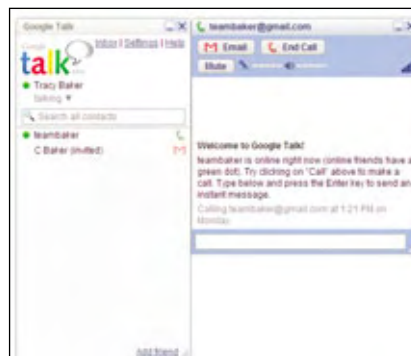 Google Talk
Inbox | Settings | Help
Google
talk
Tracy Baker
talking
Search all contacts
teambaker
C Baker (invited)
Add friend
teambaker@gmail.com
Email
End Call
Mute
Welcome to Google Talk!
teambaker is online right now (online friends have a
green dot). Try clicking on 'Call' above to make a
call. Type below and press the Enter key to send an
instant message.
Calling teambaker@gmail.com at 1:21 PM on
Monday